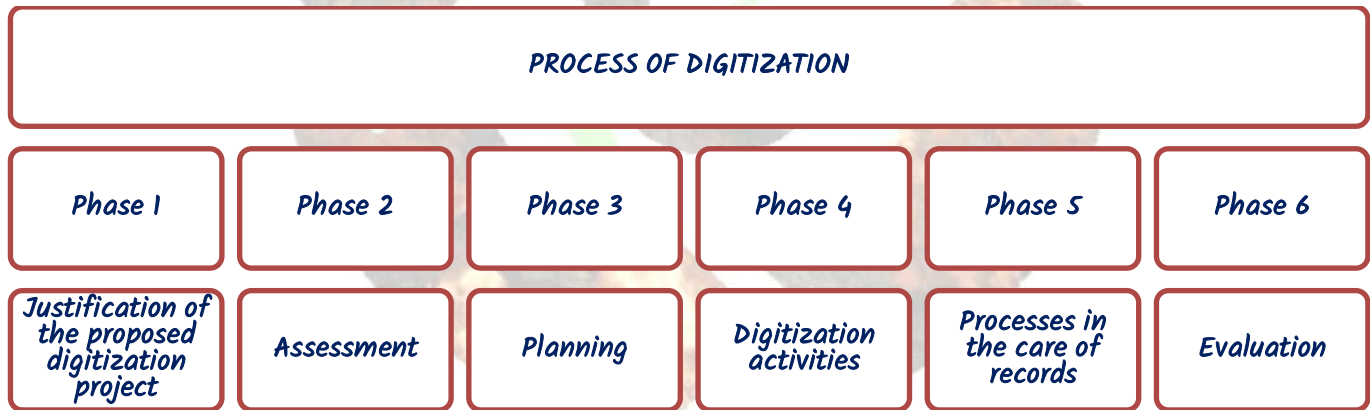 PROCESS OF DIGITIZATION
Phase 1
Phase 2
Phase 3
Phase 4
Phase 5
Phase 6
Justification of
the proposed
digitization
project
Assessment
Planning
Digitization
activities
Processes in
the care of
records
Evaluation